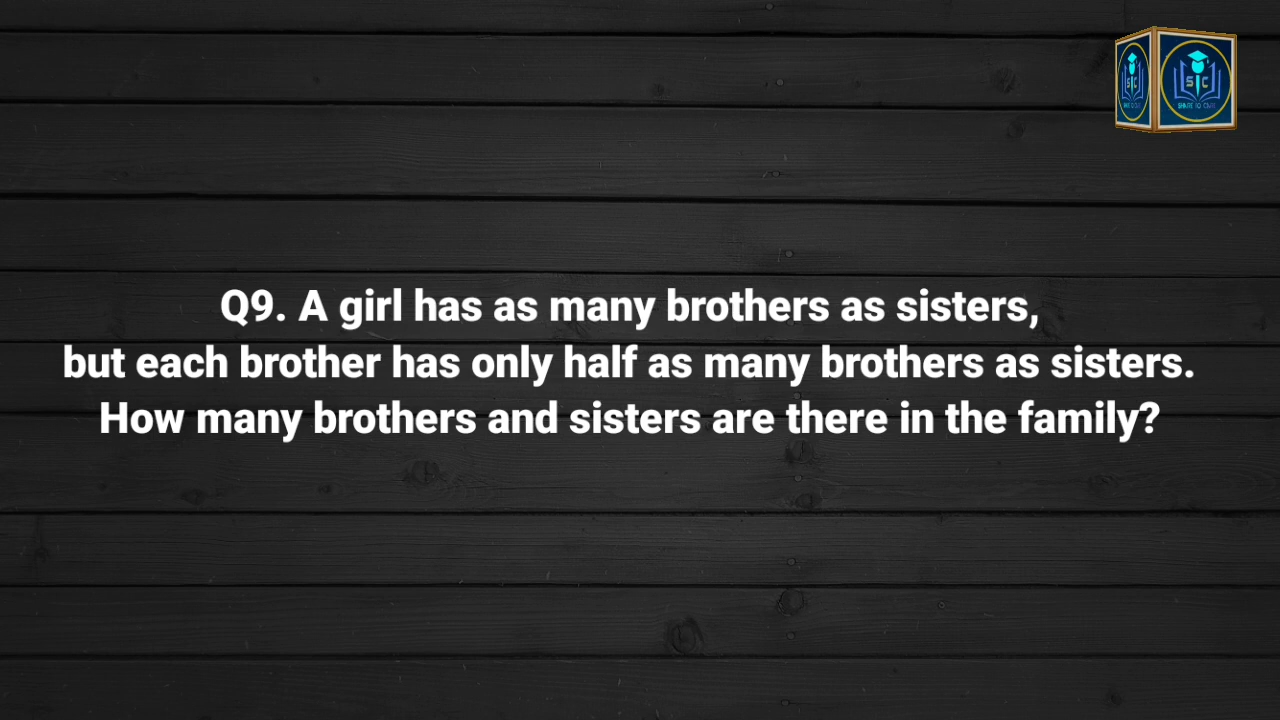 Q9. A girl has as many brothers as sisters,
but each brother has only half as many brothers as sisters.
How many brothers and sisters are there in the family?
S C